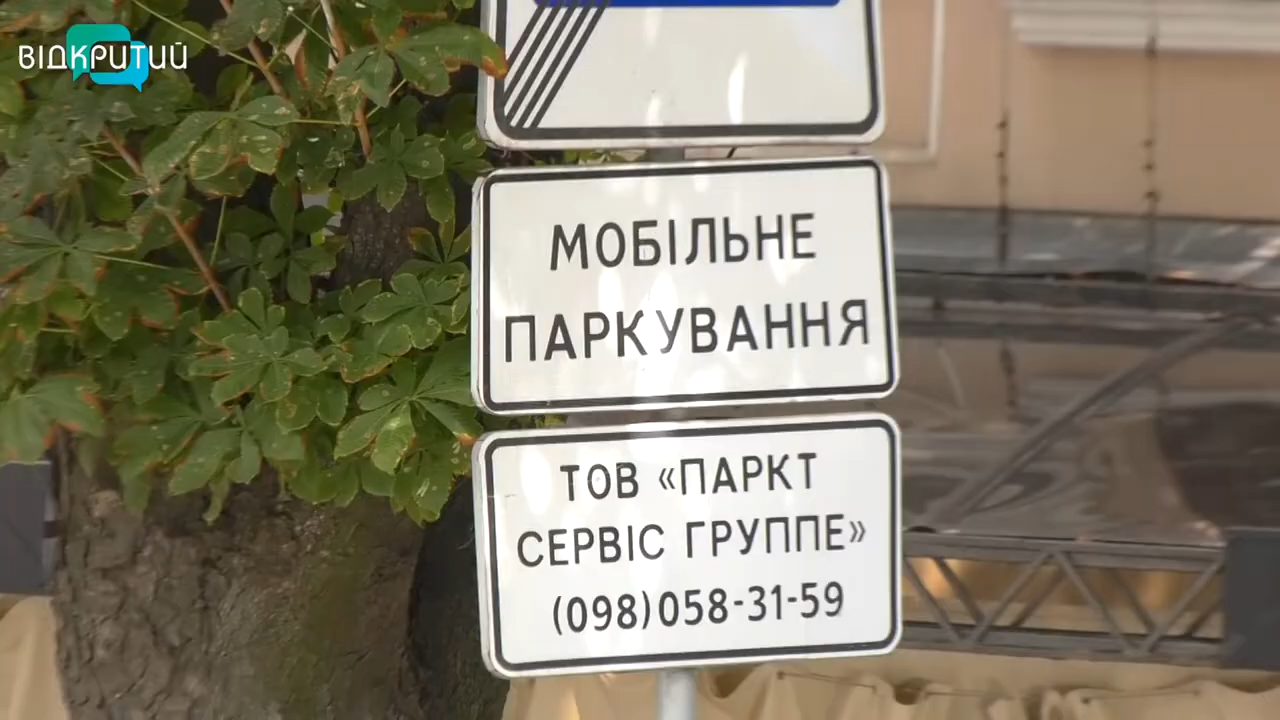 ВІДКРИТИЙ
МОБІЛЬНЕ
ПАРКУВАННЯ
ТОВ «ПАРКТ
СЕРВІС ГРУППЕ»
(098)058-31-59